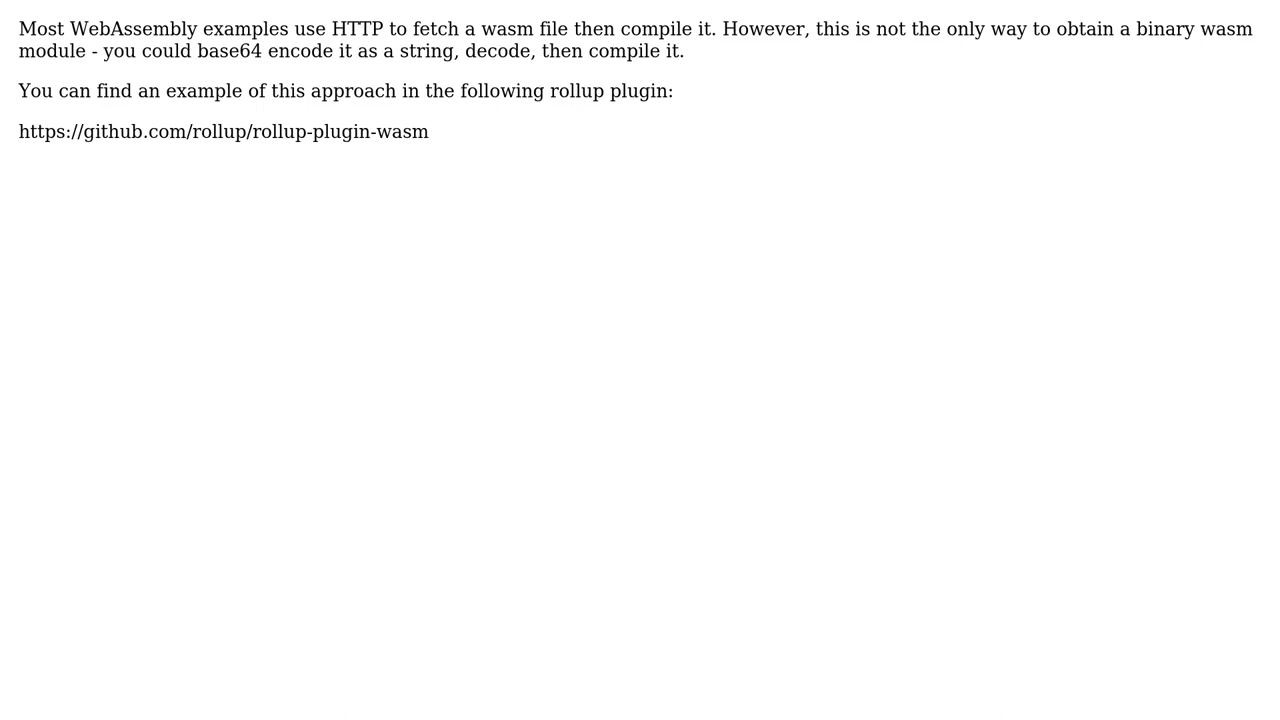 Most WebAssembly examples use HTTP to fetch a wasm file then compile it. However, this is not the only way to obtain a binary wasm
module - you could base64 encode it as a string, decode, then compile it.
You can find an example of this approach in the following rollup plugin:
https://github.com/rollup/rollup-plugin-wasm